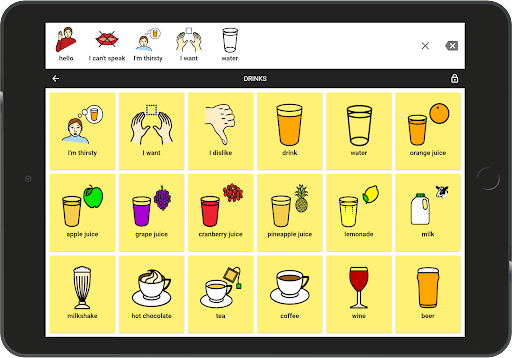 hello I can't speak I'm thirsty I want water
DRINKS
I'm thirsty I want I dislike drink water orange juice
apple juice grape juice cranberry juice pineapple juice lemonade milk
milkshake hot chocolate tea coffee wine beer